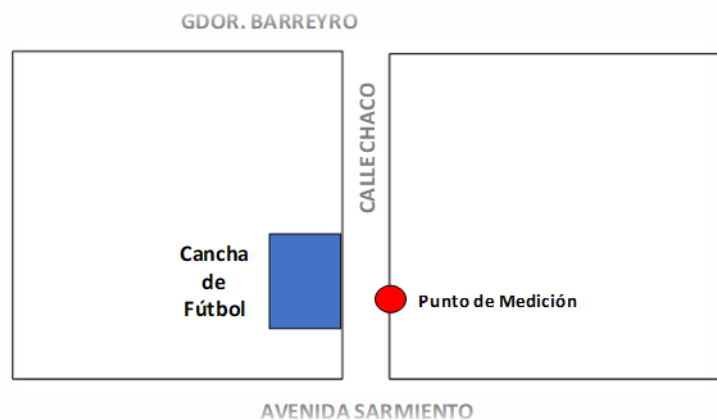 GDOR. BARREYRO
CALLE CHACO
Cancha
de
Fútbol
Punto de Medición
AVENIDA SARMIENTO